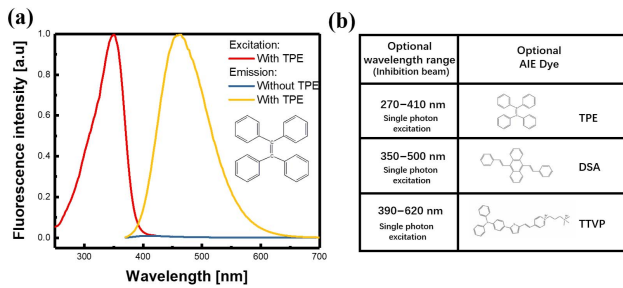 (a)
Fluorescence intensity [a.u]
1.0
0.8
0.6
0.4
0.2
0.0
Excitation:
With TPE
Emission:
Without TPE
With TPE
300
400
500
600
700
Wavelength [nm]
(b)
Optional
wavelength range
(Inhibition beam)
Optional
AIE Dye
270–410 nm
Single photon
excitation
TPE
350–500 nm
Single photon
excitation
DSA
390–620 nm
Single photon
excitation
TTVP